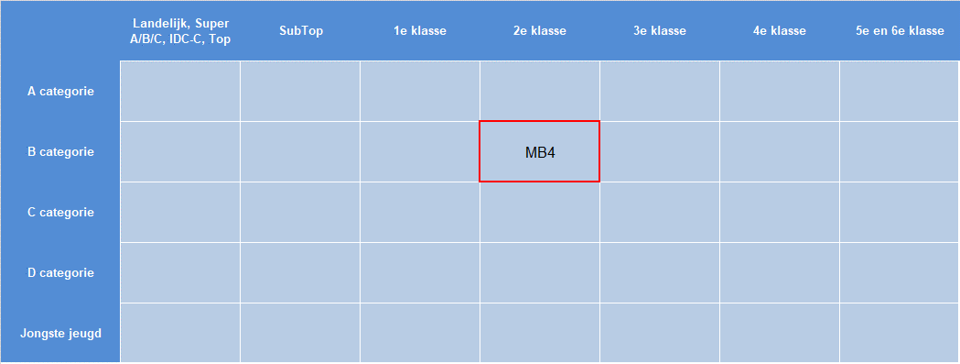 Landelijk, Super
A/B/C, IDC-C, Top
SubTop
1e klasse
2e klasse
3e klasse
4e klasse
5e en 6e klasse
A categorie
B categorie
MB4
C categorie
D categorie
Jongste jeugd